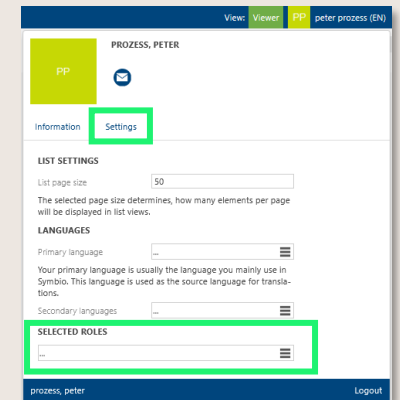 View: Viewer PP peter prozess (EN)
PROZESS, PETER
PP
Information Settings
LIST SETTINGS
List page size 50
The selected page size determines, how many elements per page
will be displayed in list views.
LANGUAGES
Primary language ...
Your primary language is usually the language you mainly use in
Symbio. This language is used as the source language for transla-
tions.
Secondary languages ...
SELECTED ROLES
...
prozess, peter Logout